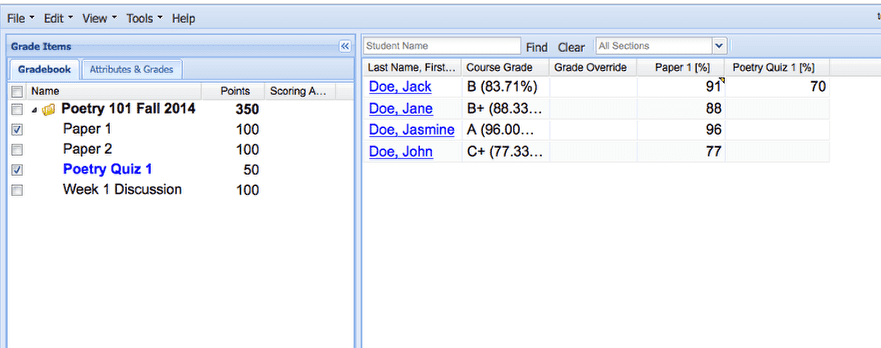 File Edit View Tools Help
Grade Items
Gradebook Attributes & Grades
Name Points Scoring A...
Poetry 101 Fall 2014 350
Paper 1 100
Paper 2 100
Poetry Quiz 1 50
Week 1 Discussion 100
Student Name Find Clear All Sections
Last Name, First... Course Grade Grade Override Paper 1 [%] Poetry Quiz 1 [%]
Doe, Jack B (83.71%) 91 70
Doe, Jane B+ (88.33... 88
Doe, Jasmine A (96.00... 96
Doe, John C+ (77.33... 77